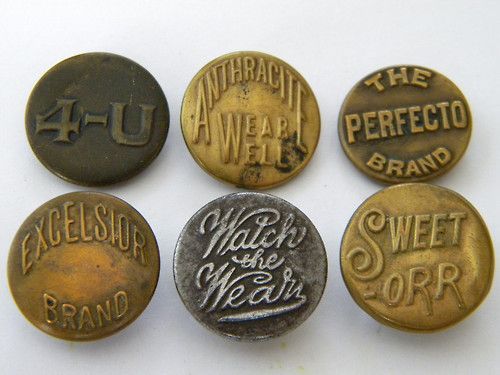 4-U
ANTHRACITE
WEAR
WELL
THE
PERFECTO
BRAND
EXCELSIOR
BRAND
Watch
the
Wear
SWEET
-ORR